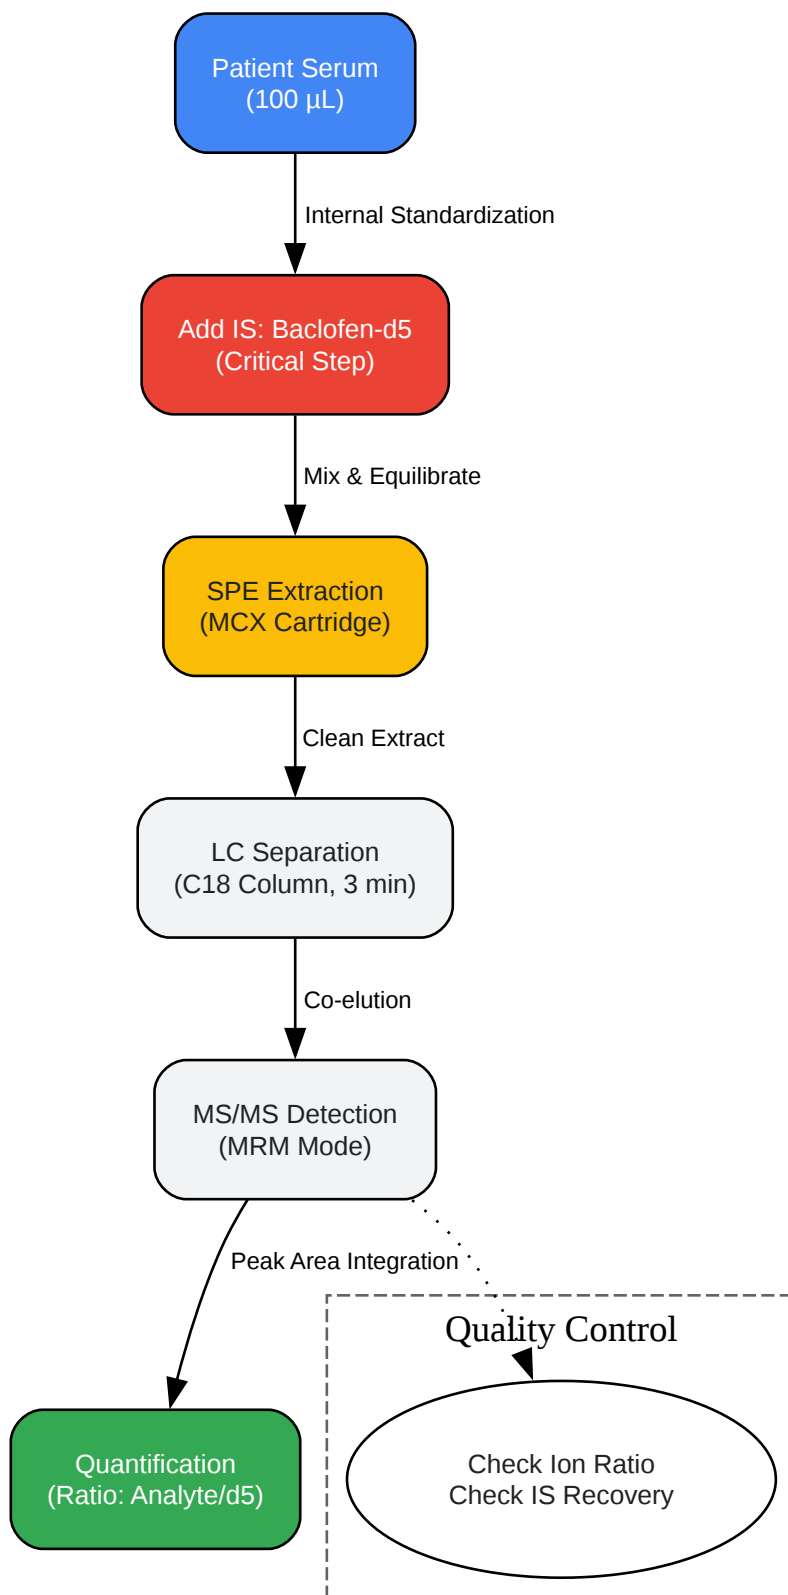 Patient Serum
(100 µL)
Internal Standardization
Add IS: Baclofen-d5
(Critical Step)
Mix & Equilibrate
SPE Extraction
(MCX Cartridge)
Clean Extract
LC Separation
(C18 Column, 3 min)
Co-elution
MS/MS Detection
(MRM Mode)
Peak Area Integration
Quality Control
Quantification
(Ratio: Analyte/d5)
Check Ion Ratio
Check IS Recovery